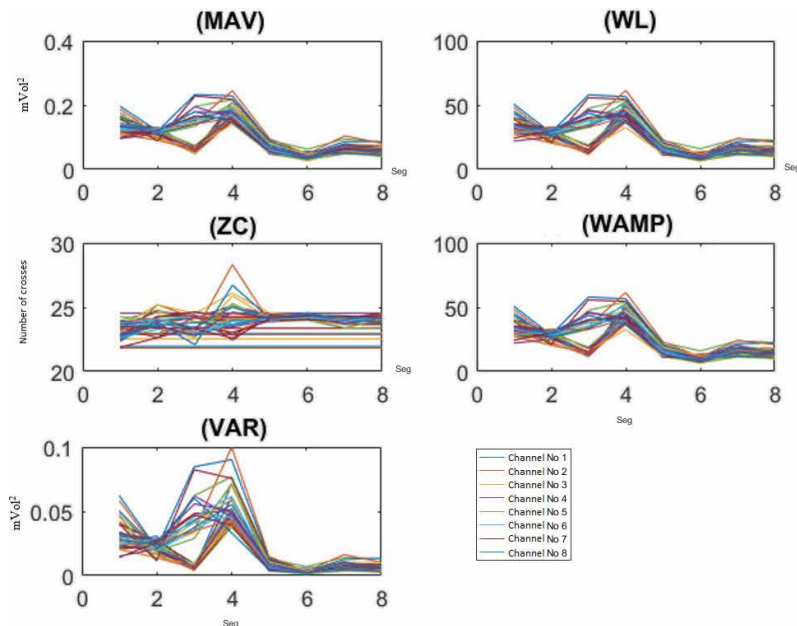 (MAV)
(WL)
0.4
0.2
0
mVol²
0 2 4 6 8
Seg
100
50
0
0 2 4 6 8
Seg
(ZC)
(WAMP)
30
25
20
Number of crosses
0 2 4 6 8
Seg
100
50
0
0 2 4 6 8
Seg
(VAR)
0.1
0.05
0
mVol²
0 2 4 6 8
Seg
Channel No 1
Channel No 2
Channel No 3
Channel No 4
Channel No 5
Channel No 6
Channel No 7
Channel No 8